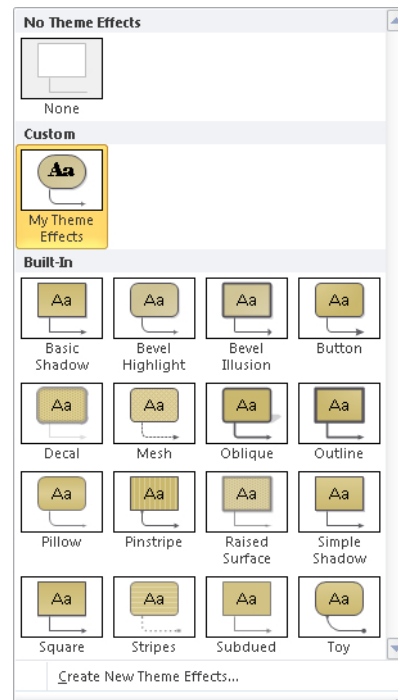 No Theme Effects
None
Custom
Aa
My Theme
Effects
Built-In
Aa Aa Aa Aa
Basic Bevel Bevel Button
Shadow Highlight Illusion
Aa Aa Aa Aa
Decal Mesh Oblique Outline
Aa Aa Aa Aa
Pillow Pinstripe Raised Simple
Surface Shadow
Aa Aa Aa Aa
Square Stripes Subdued Toy
Create New Theme Effects...